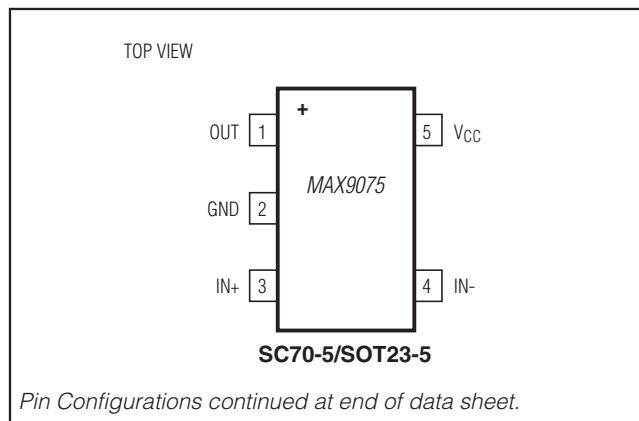 TOP VIEW
+
OUT 1
5 VCC
MAX9075
GND 2
IN+ 3
4 IN-
SC70-5/SOT23-5
Pin Configurations continued at end of data sheet.